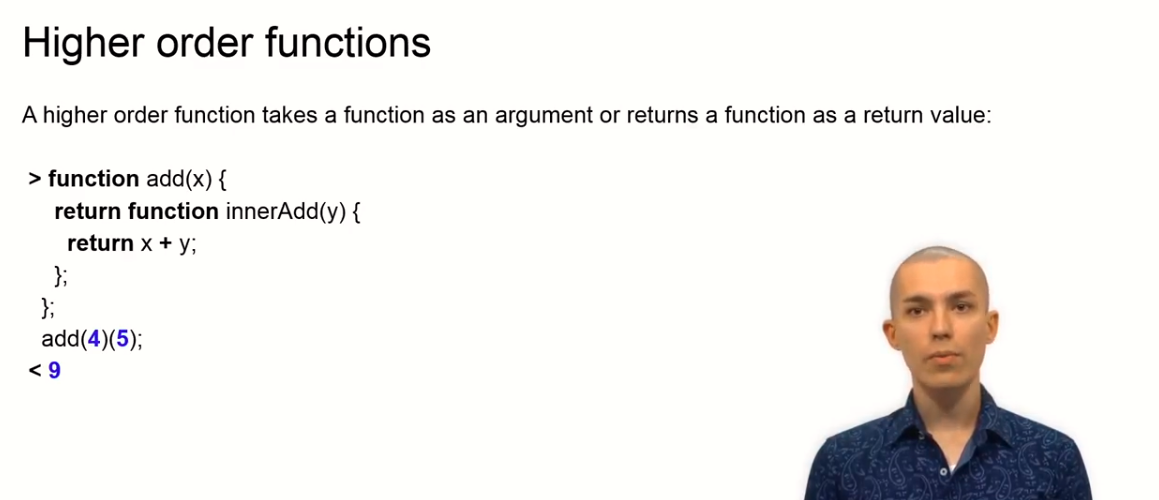 Higher order functions
A higher order function takes a function as an argument or returns a function as a return value:
> function add(x) {
return function innerAdd(y) {
return x + y;
};
};
add(4)(5);
< 9